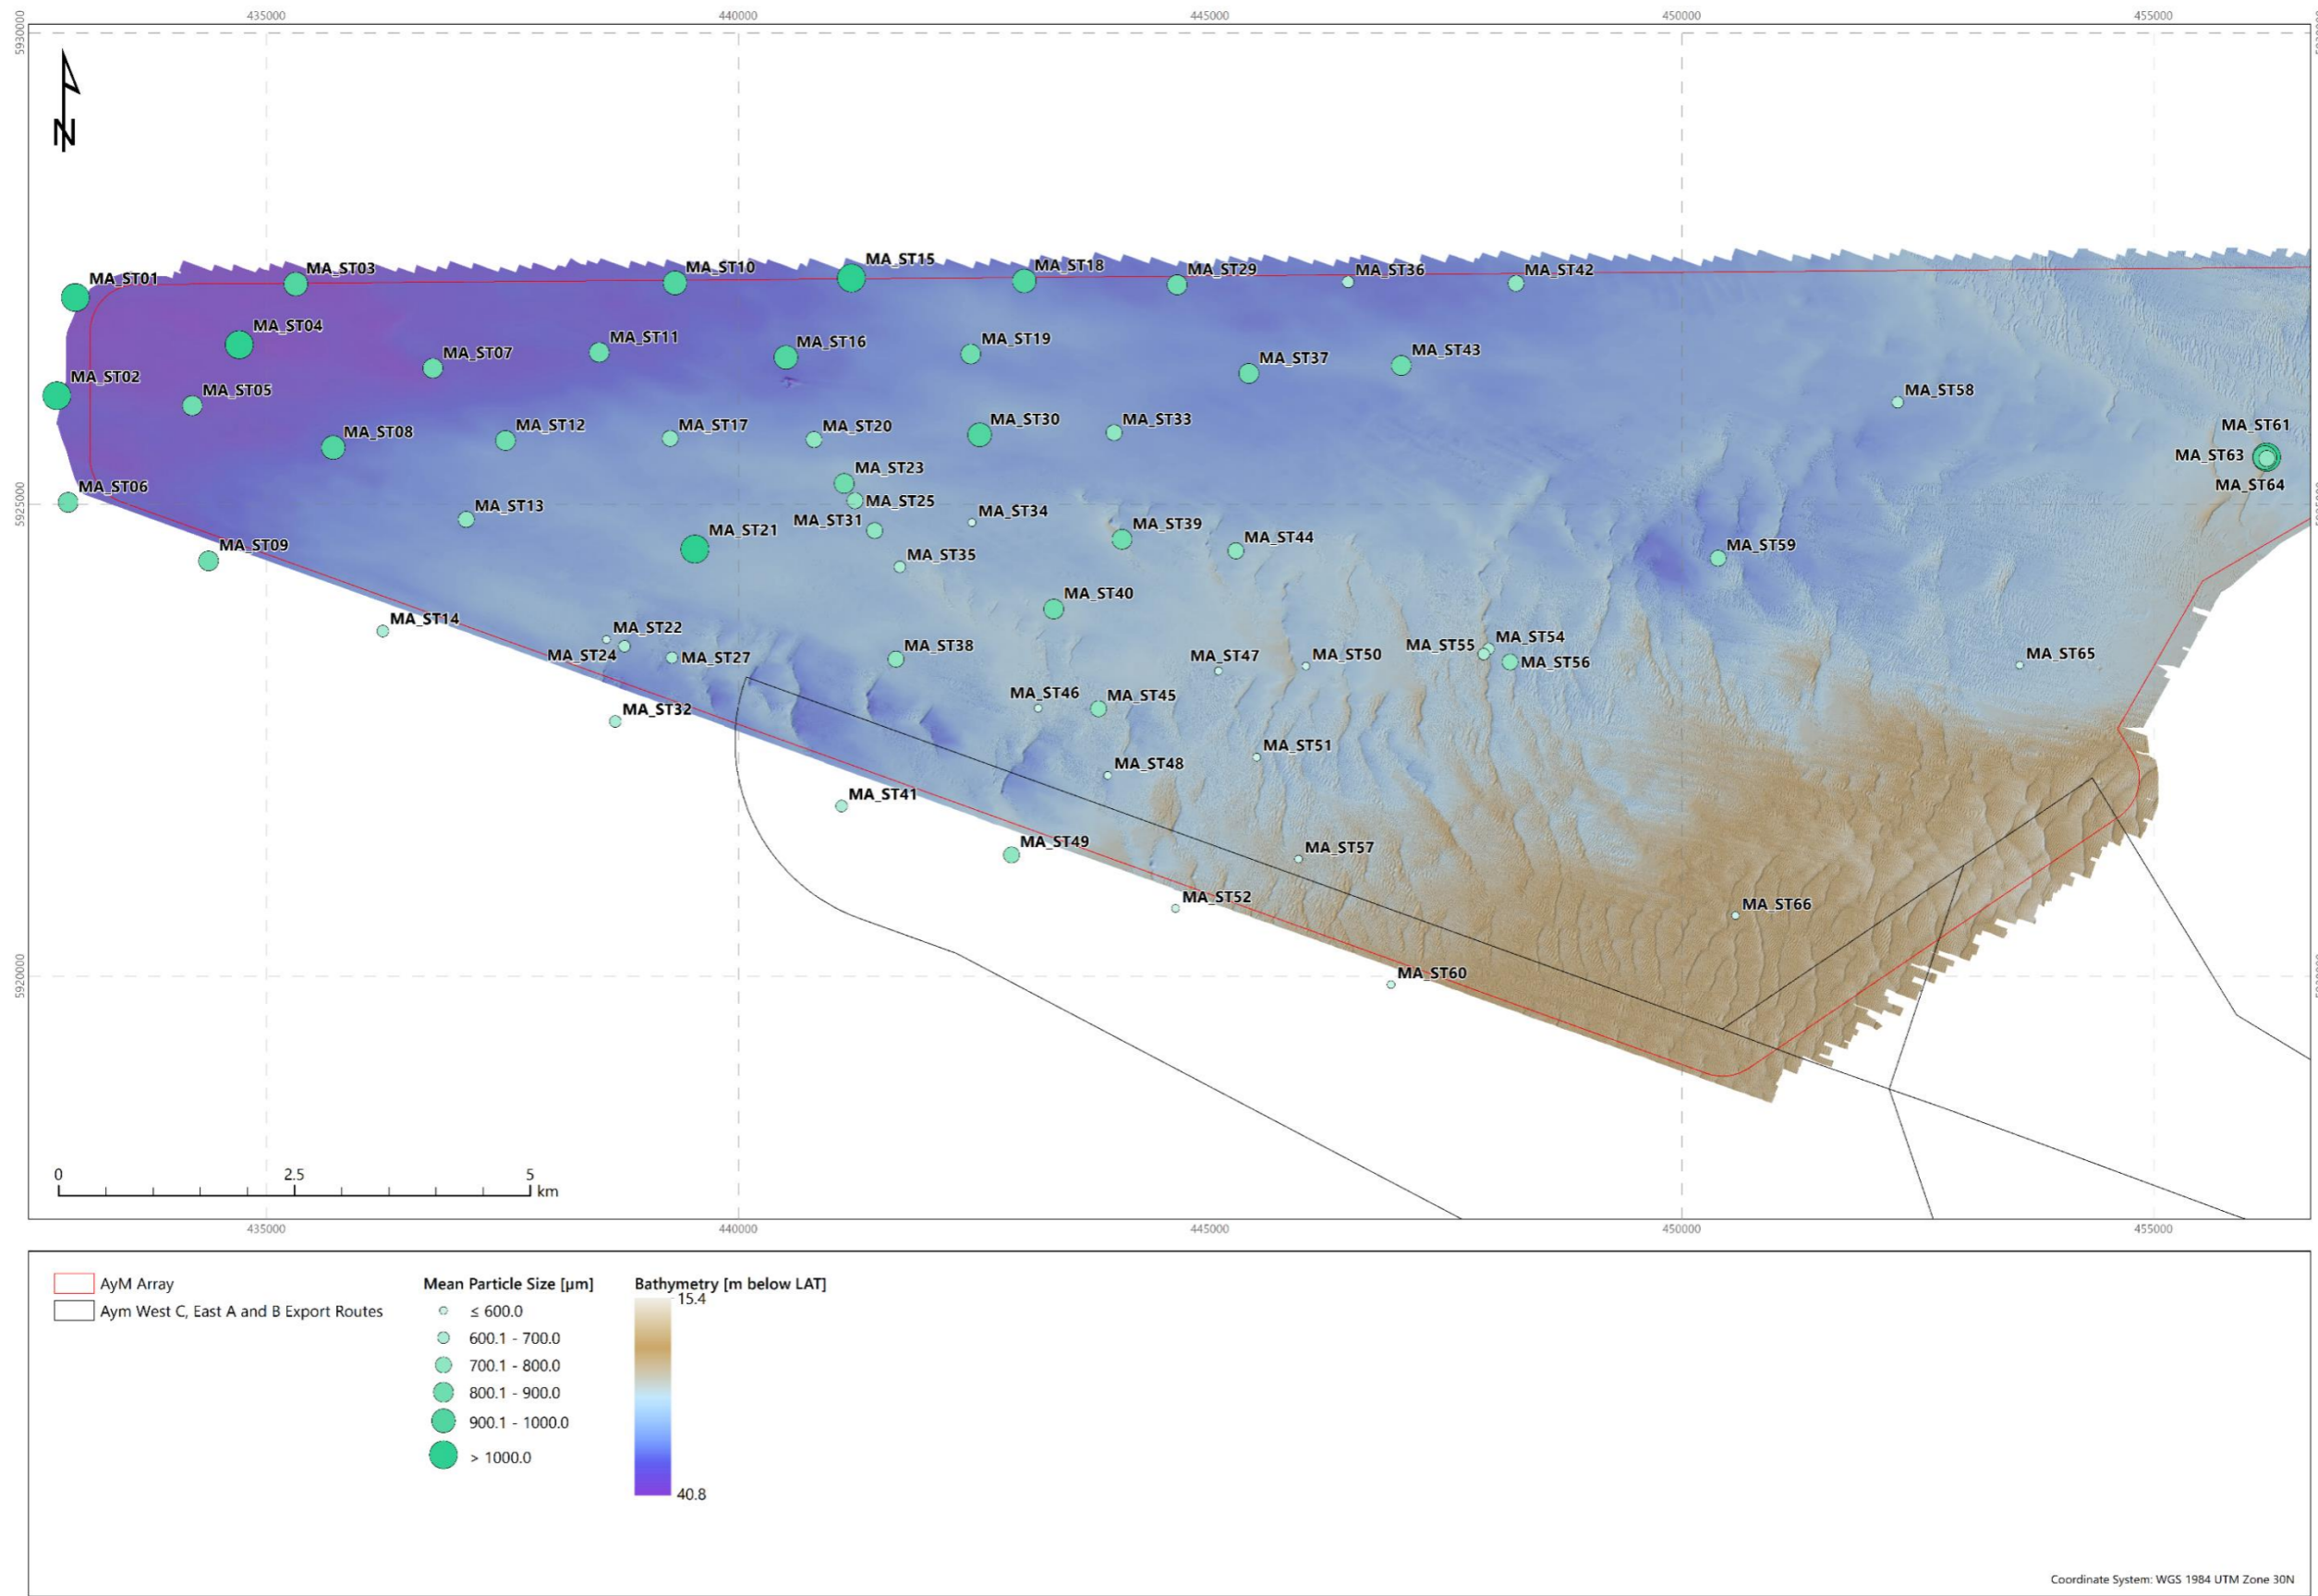 435000 440000 445000 450000 455000
5930000
N
MA_ST15
MA_ST01 MA_ST03 MA_ST10 MA_ST18 MA_ST29 MA_ST36 MA_ST42
MA_ST04 MA_ST11 MA_ST16 MA_ST19
MA_ST07 MA_ST37 MA_ST43
MA_ST02 MA_ST05 MA_ST58
MA_ST08 MA_ST12 MA_ST17 MA_ST20 MA_ST30 MA_ST33 MA_ST61
MA_ST63
MA_ST23
MA_ST06 MA_ST64
5925000
MA_ST13 MA_ST25 MA_ST34
MA_ST31
MA_ST09 MA_ST21 MA_ST39 MA_ST44 MA_ST59
MA_ST35
MA_ST40
MA_ST14 MA_ST22
MA_ST24 MA_ST27 MA_ST38 MA_ST47 MA_ST50 MA_ST55 MA_ST54 MA_ST65
MA_ST56
MA_ST46 MA_ST45
MA_ST32
MA_ST51
MA_ST48
MA_ST41
MA_ST49 MA_ST57
MA_ST52 MA_ST66
5920000
MA_ST60
0 2.5 5
km
435000 440000 445000 450000 455000
AyM Array
Aym West C, East A and B Export Routes
Mean Particle Size [µm]
≤ 600.0
600.1 - 700.0
700.1 - 800.0
800.1 - 900.0
900.1 - 1000.0
> 1000.0
Bathymetry [m below LAT]
15.4
40.8
Coordinate System: WGS 1984 UTM Zone 30N